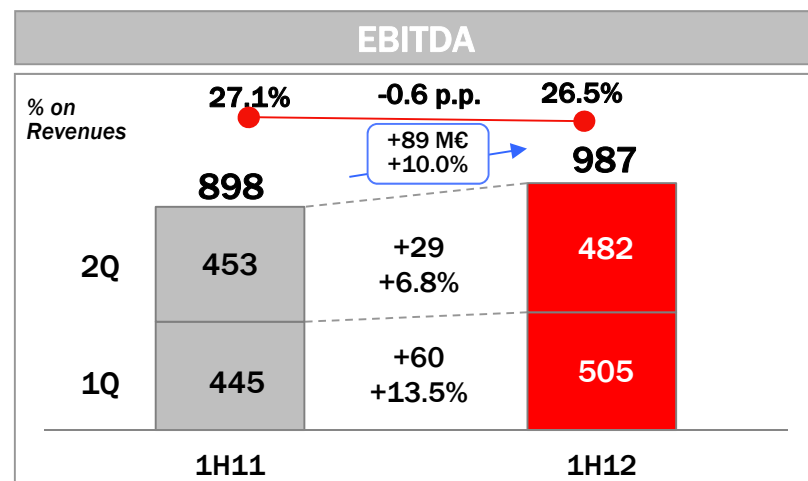 EBITDA
% on
Revenues
27.1%
-0.6 p.p.
26.5%
+89 M€
+10.0%
898
987
2Q
453
+29
+6.8%
482
1Q
445
+60
+13.5%
505
1H11
1H12